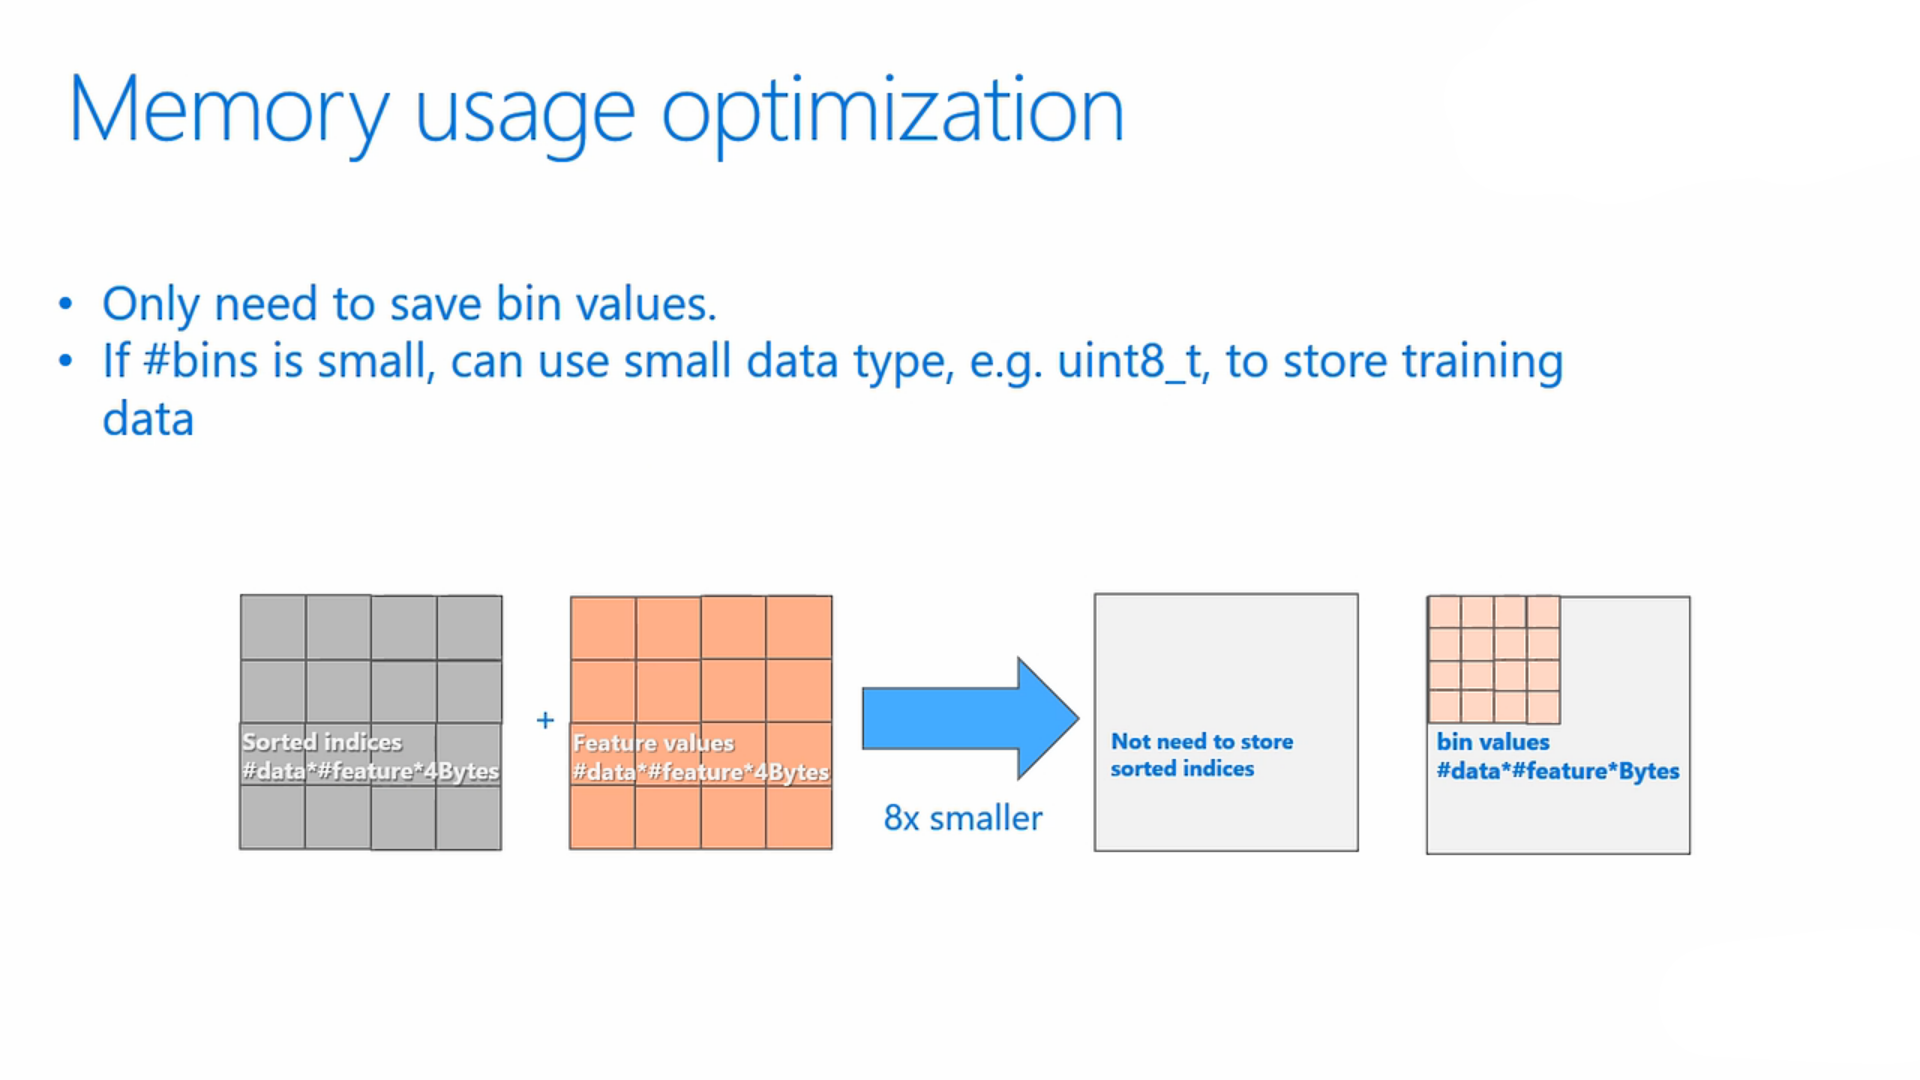 Memory usage optimization
• Only need to save bin values.
• If #bins is small, can use small data type, e.g. uint8_t, to store training
data
Sorted indices
#data*#feature*4Bytes
+
Feature values
#data*#feature*4Bytes
8x smaller
Not need to store
sorted indices
bin values
#data*#feature*Bytes